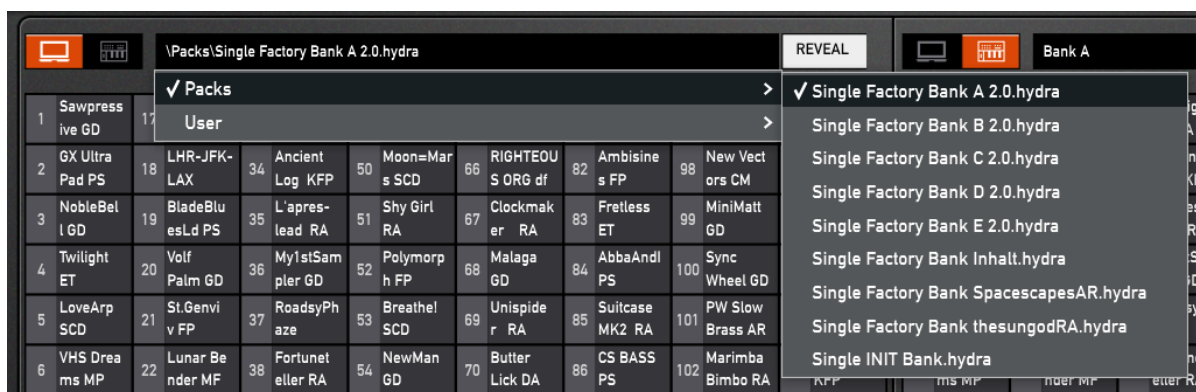 \Packs\Single Factory Bank A 2.0.hydra
REVEAL
Bank A
✓ Packs >
User >
✓ Single Factory Bank A 2.0.hydra
Single Factory Bank B 2.0.hydra
Single Factory Bank C 2.0.hydra
Single Factory Bank D 2.0.hydra
Single Factory Bank E 2.0.hydra
Single Factory Bank Inhalt.hydra
Single Factory Bank SpacescapesAR.hydra
Single Factory Bank thesungodRA.hydra
Single INIT Bank.hydra
1 Sawpress
ive GD
17
2 GX Ultra
Pad PS
18 LHR-JFK-
LAX
34 Ancient
Log KFP
50 Moon=Mar
s SCD
66 RIGHTEOU
S ORG df
82 Ambisine
s FP
98 New Vect
ors CM
3 NobleBel
l GD
19 BladeBlu
esLd PS
35 L'apres-
lead RA
51 Shy Girl
RA
67 Clockmak
er RA
83 Fretless
ET
99 MiniMatt
GD
4 Twilight
ET
20 Volf
Palm GD
36 My1stSam
pler GD
52 Polymorp
h FP
68 Malaga
GD
84 AbbaAndI
PS
100 Sync
Wheel GD
5 LoveArp
SCD
21 St.Genvi
v FP
37 RoadsyPh
aze
53 Breathe!
SCD
69 Unispide
r RA
85 Suitcase
MK2 RA
101 PW Slow
Brass AR
6 VHS Drea
ms MP
22 Lunar Be
nder MF
38 Fortunet
eller RA
54 NewMan
GD
70 Butter
Lick DA
86 CS BASS
PS
102 Marimba
Bimbo RA